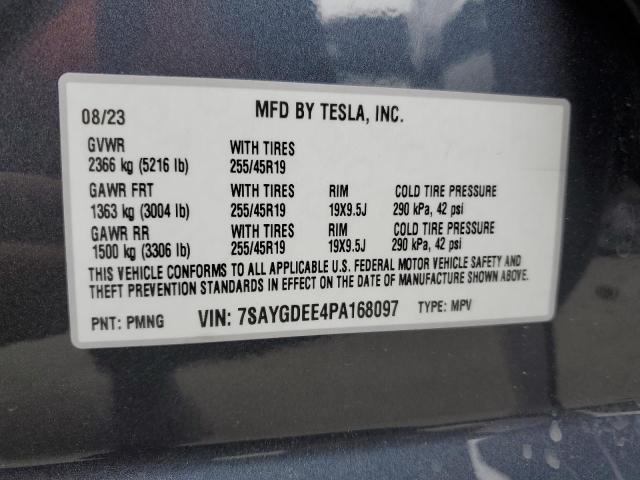 08/23 MFD BY TESLA, INC.
GVWR WITH TIRES
2366 kg (5216 lb) 255/45R19
GAWR FRT WITH TIRES RIM COLD TIRE PRESSURE
1363 kg (3004 lb) 255/45R19 19X9.5J 290 kPa, 42 psi
GAWR RR WITH TIRES RIM COLD TIRE PRESSURE
1500 kg (3306 lb) 255/45R19 19X9.5J 290 kPa, 42 psi
THIS VEHICLE CONFORMS TO ALL APPLICABLE U.S. FEDERAL MOTOR VEHICLE SAFETY AND
THEFT PREVENTION STANDARDS IN EFFECT ON THE DATE OF MANUFACTURE SHOWN ABOVE.
PNT: PMNG VIN: 7SAYGDEE4PA168097 TYPE: MPV